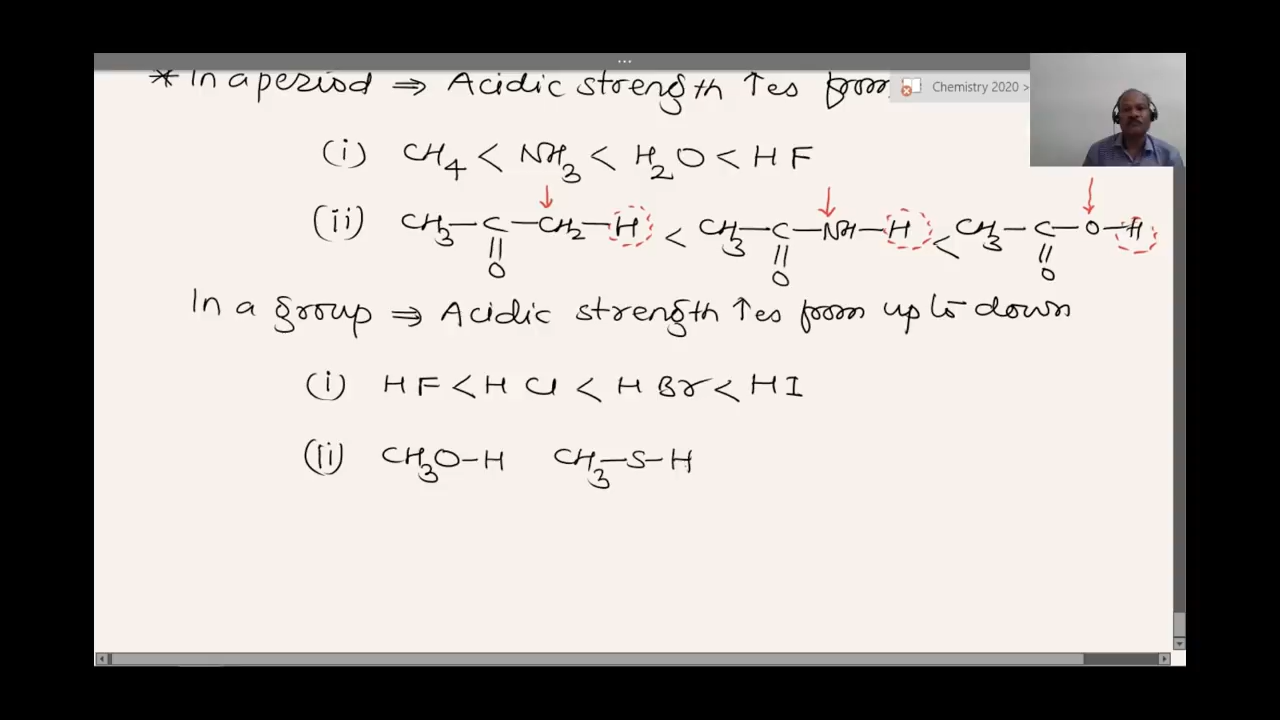 ...
* In a period ⇒ Acidic strength ↑es from
Chemistry 2020 >
(i) CH₄ < NH₃ < H₂O < HF
(ii) CH₃—C—CH₂—H < CH₃—C—NH—H < CH₃—C—O—H
|| || ||
O O O
In a group ⇒ Acidic strength ↑es from up to down
(i) HF < HCl < HBr < HI
(ii) CH₃O—H CH₃—S—H